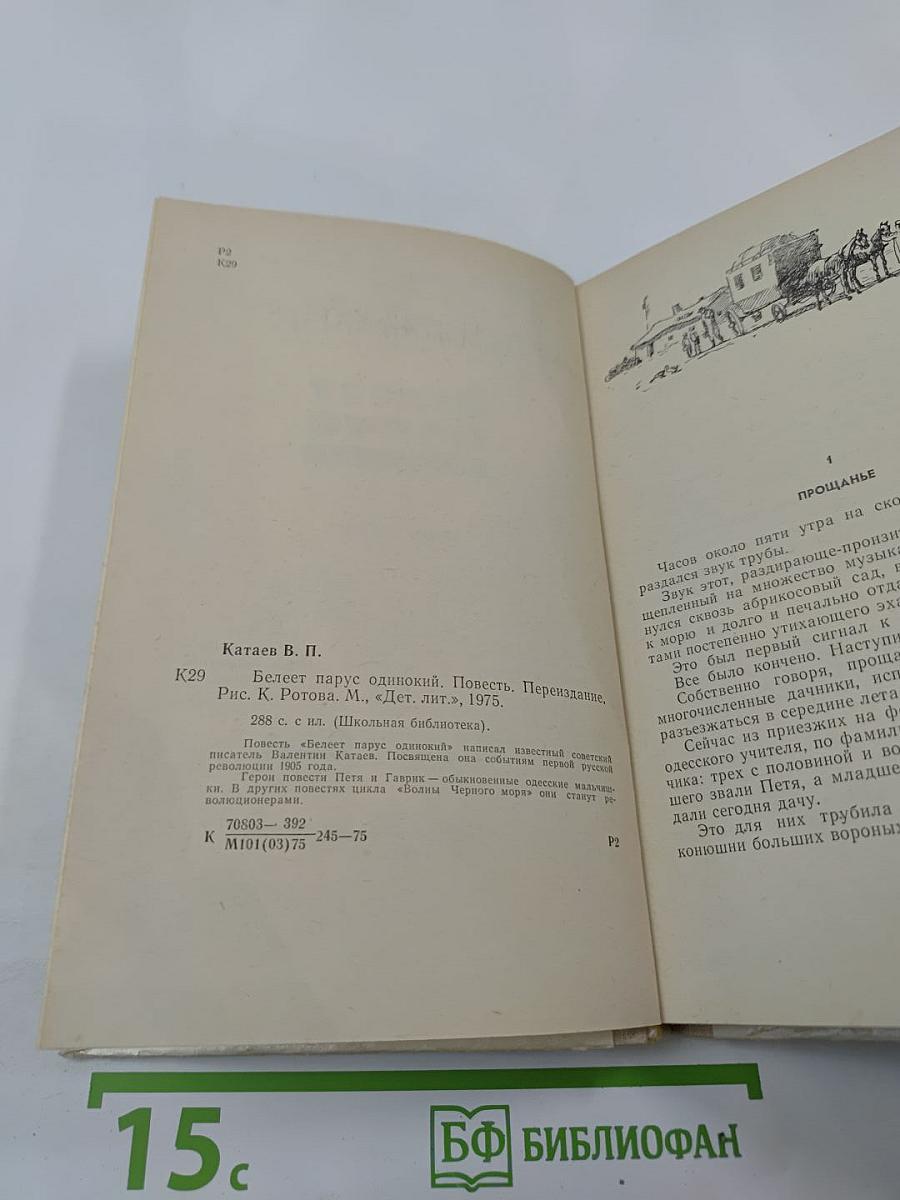 Р2
К29
Катаев В. П.
К29 Белеет парус одинокий. Повесть. Переиздание.
Рис. К. Ротова. М., «Дет. лит.», 1975.
288 с. с ил. (Школьная библиотека).
Повесть «Белеет парус одинокий» написал известный советский
писатель Валентин Катаев. Посвящена она событиям первой русской
революции 1905 года.
Герои повести Петя и Гаврик — обыкновенные одесские мальчиш-
ки. В других повестях цикла «Волны Черного моря» они станут ре-
волюционерами.
К 70803—392
М101(03)75 245—75
Р2
1
ПРОЩАНЬЕ
Часов около пяти утра на ско
раздался звук трубы.
Звук этот, раздирающе-пронзит
щепленный на множество музыка
нулся сквозь абрикосовый сад, в
к морю и долго и печально отда
тами постепенно утихающего эха
Это был первый сигнал к
Все было кончено. Наступи
Собственно говоря, проща
многочисленные дачники, исп
разъезжаться в середине лета
Сейчас из приезжих на ф
одесского учителя, по фамил
чика: трех с половиной и во
шего звали Петя, а младше
дали сегодня дачу.
Это для них трубила
конюшни больших вороных
15 с
БФ БИБЛИОФАН